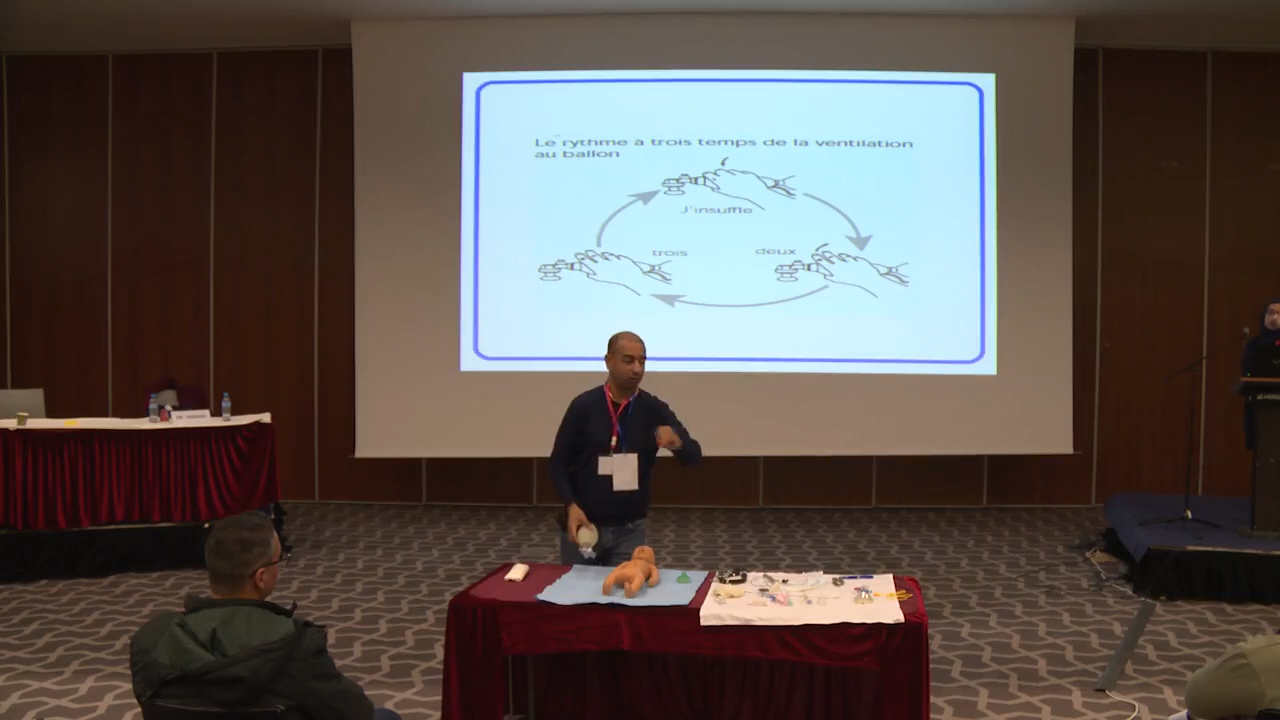 Le rythme à trois temps de la ventilation
au ballon
J'insuffle
trois
deux